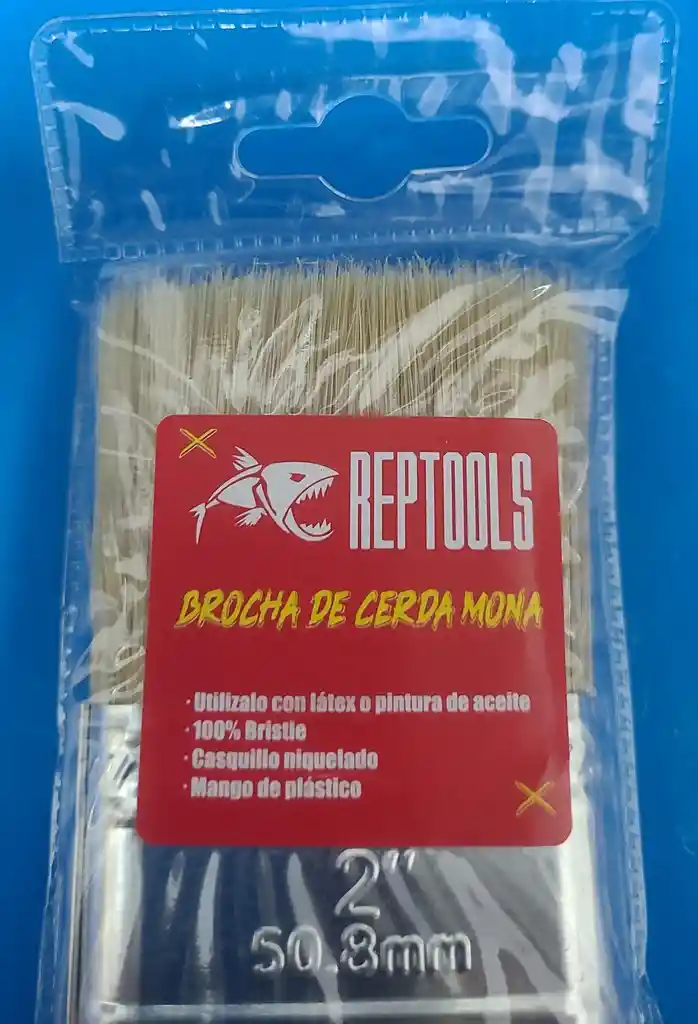 REPTOOLS
BROCHA DE CERDA MONA
· Utilizalo con látex o pintura de aceite
· 100% Bristle
· Casquillo niquelado
· Mango de plástico
2"
50.8mm